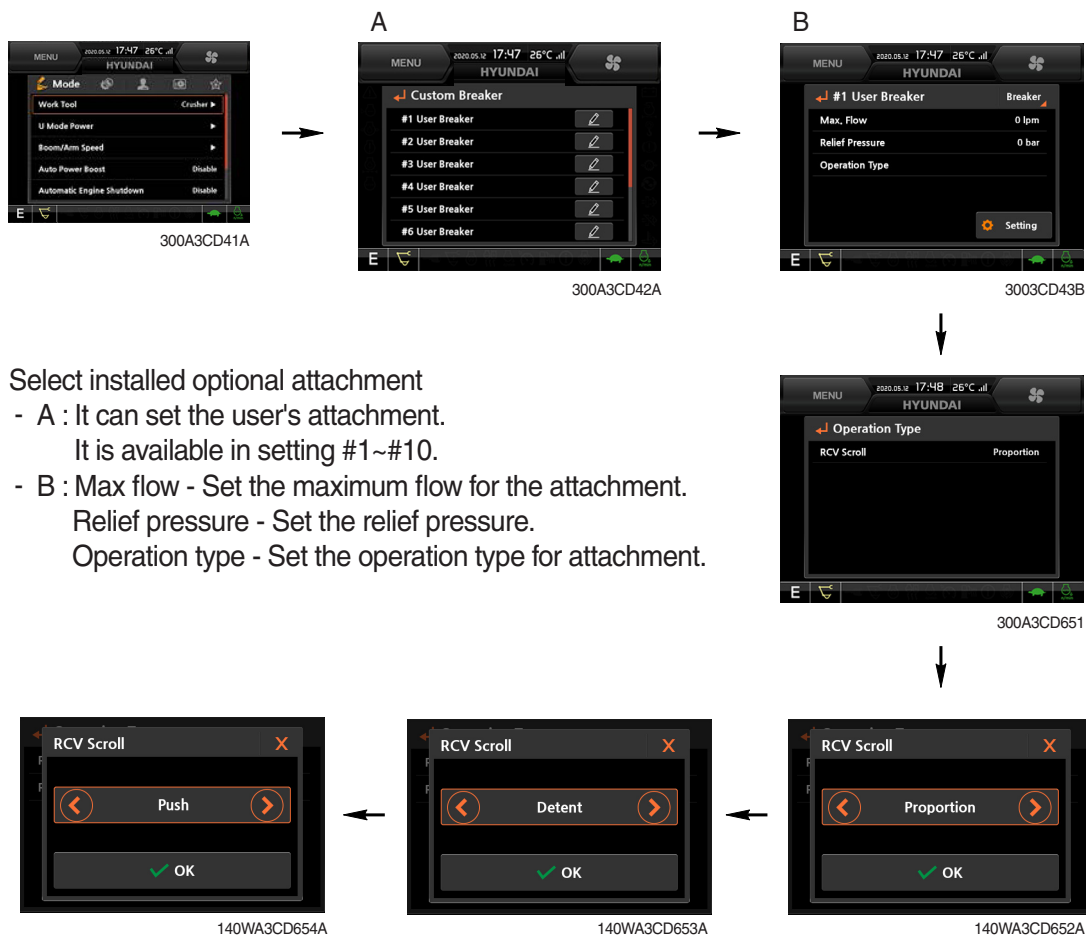 A
B
2020.05.12 17:47 26°C
MENU
HYUNDAI
Mode
Work Tool Crusher ▶
U Mode Power ▶
Boom/Arm Speed ▶
Auto Power Boost Disable
Automatic Engine Shutdown Disable
E
300A3CD41A
2020.05.12 17:47 26°C
MENU
HYUNDAI
Custom Breaker
#1 User Breaker
#2 User Breaker
#3 User Breaker
#4 User Breaker
#5 User Breaker
#6 User Breaker
E
300A3CD42A
2020.05.12 17:47 26°C
MENU
HYUNDAI
#1 User Breaker Breaker
Max, Flow 0 lpm
Relief Pressure 0 bar
Operation Type
Setting
E
3003CD43B
Select installed optional attachment
- A : It can set the user's attachment.
It is available in setting #1~#10.
- B : Max flow - Set the maximum flow for the attachment.
Relief pressure - Set the relief pressure.
Operation type - Set the operation type for attachment.
2020.05.12 17:48 26°C
MENU
HYUNDAI
Operation Type
RCV Scroll Proportion
E
300A3CD651
RCV Scroll X
Push
OK
140WA3CD654A
RCV Scroll X
Detent
OK
140WA3CD653A
RCV Scroll X
Proportion
OK
140WA3CD652A